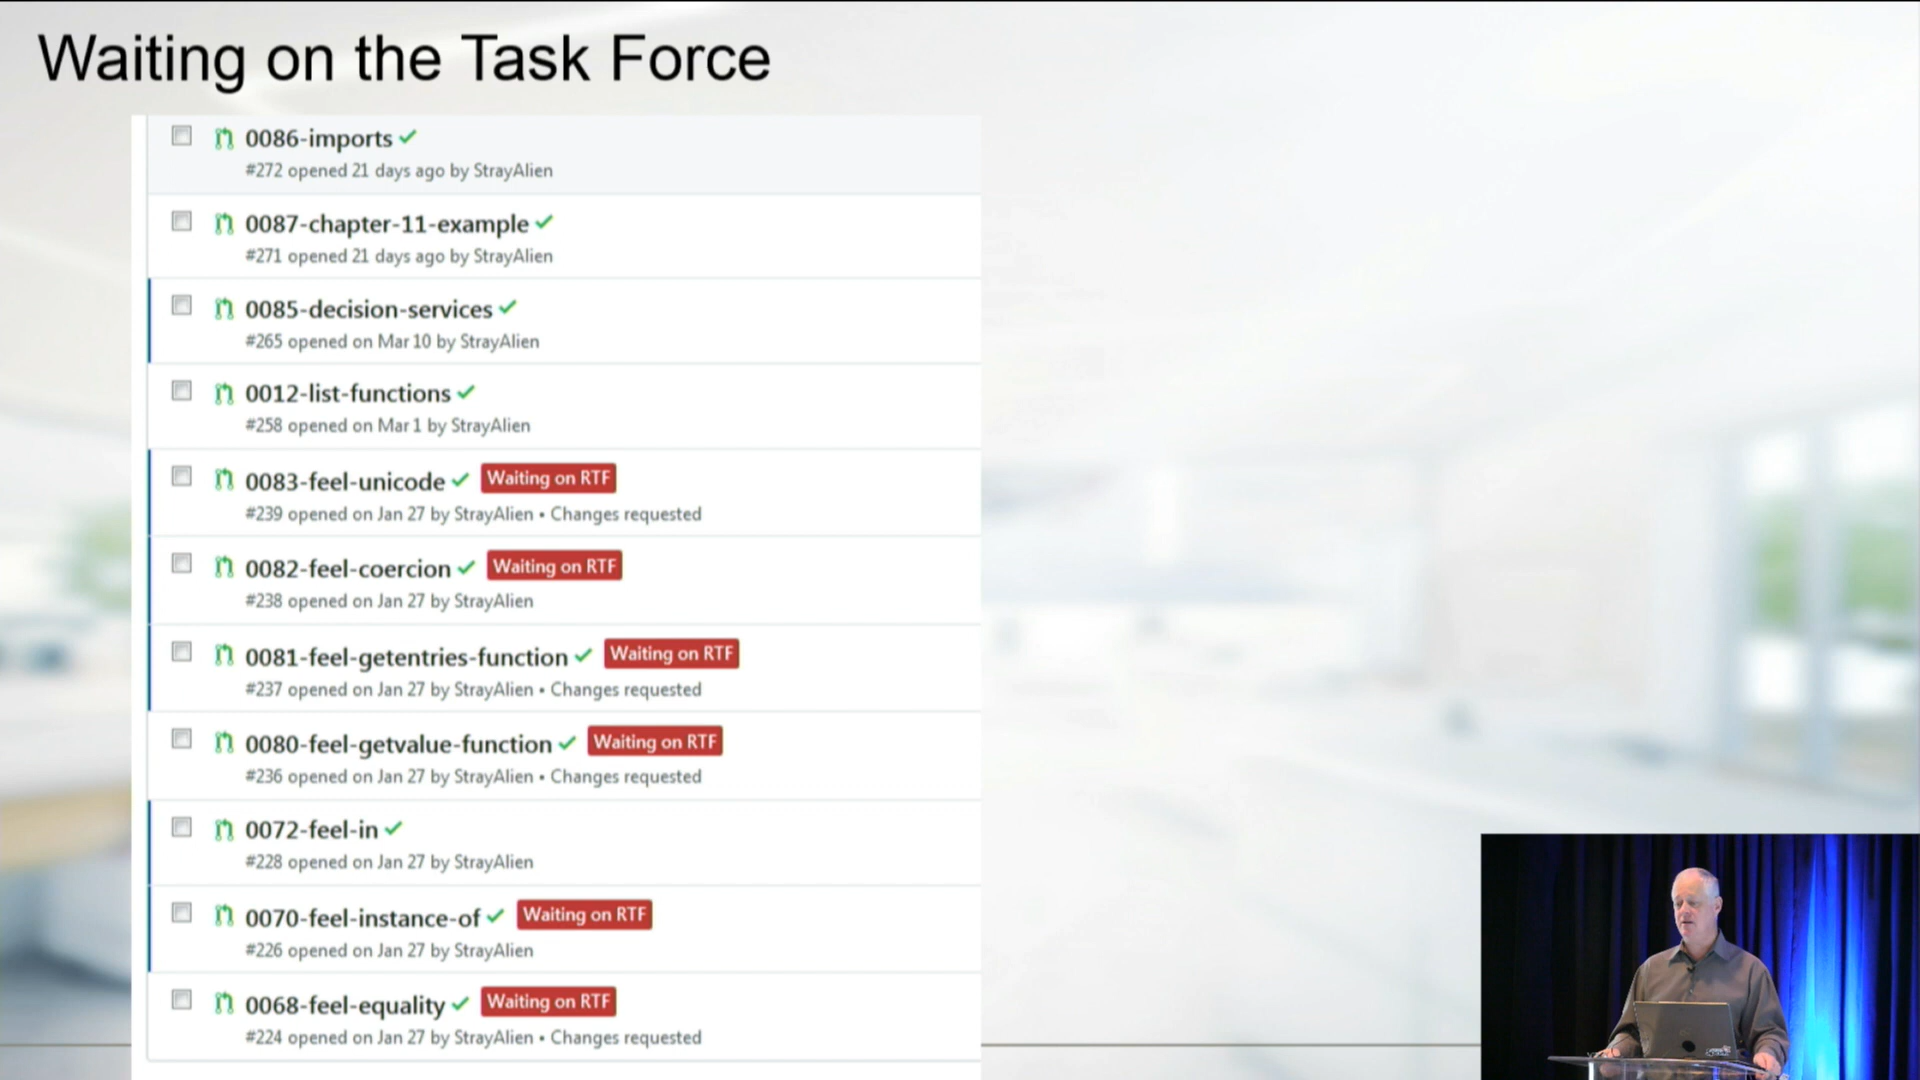 Waiting on the Task Force
0086-imports
#272 opened 21 days ago by StrayAlien
0087-chapter-11-example
#271 opened 21 days ago by StrayAlien
0085-decision-services
#265 opened on Mar 10 by StrayAlien
0012-list-functions
#258 opened on Mar 1 by StrayAlien
0083-feel-unicode Waiting on RTF
#239 opened on Jan 27 by StrayAlien • Changes requested
0082-feel-coercion Waiting on RTF
#238 opened on Jan 27 by StrayAlien
0081-feel-getentries-function Waiting on RTF
#237 opened on Jan 27 by StrayAlien • Changes requested
0080-feel-getvalue-function Waiting on RTF
#236 opened on Jan 27 by StrayAlien • Changes requested
0072-feel-in
#228 opened on Jan 27 by StrayAlien
0070-feel-instance-of Waiting on RTF
#226 opened on Jan 27 by StrayAlien
0068-feel-equality Waiting on RTF
#224 opened on Jan 27 by StrayAlien • Changes requested